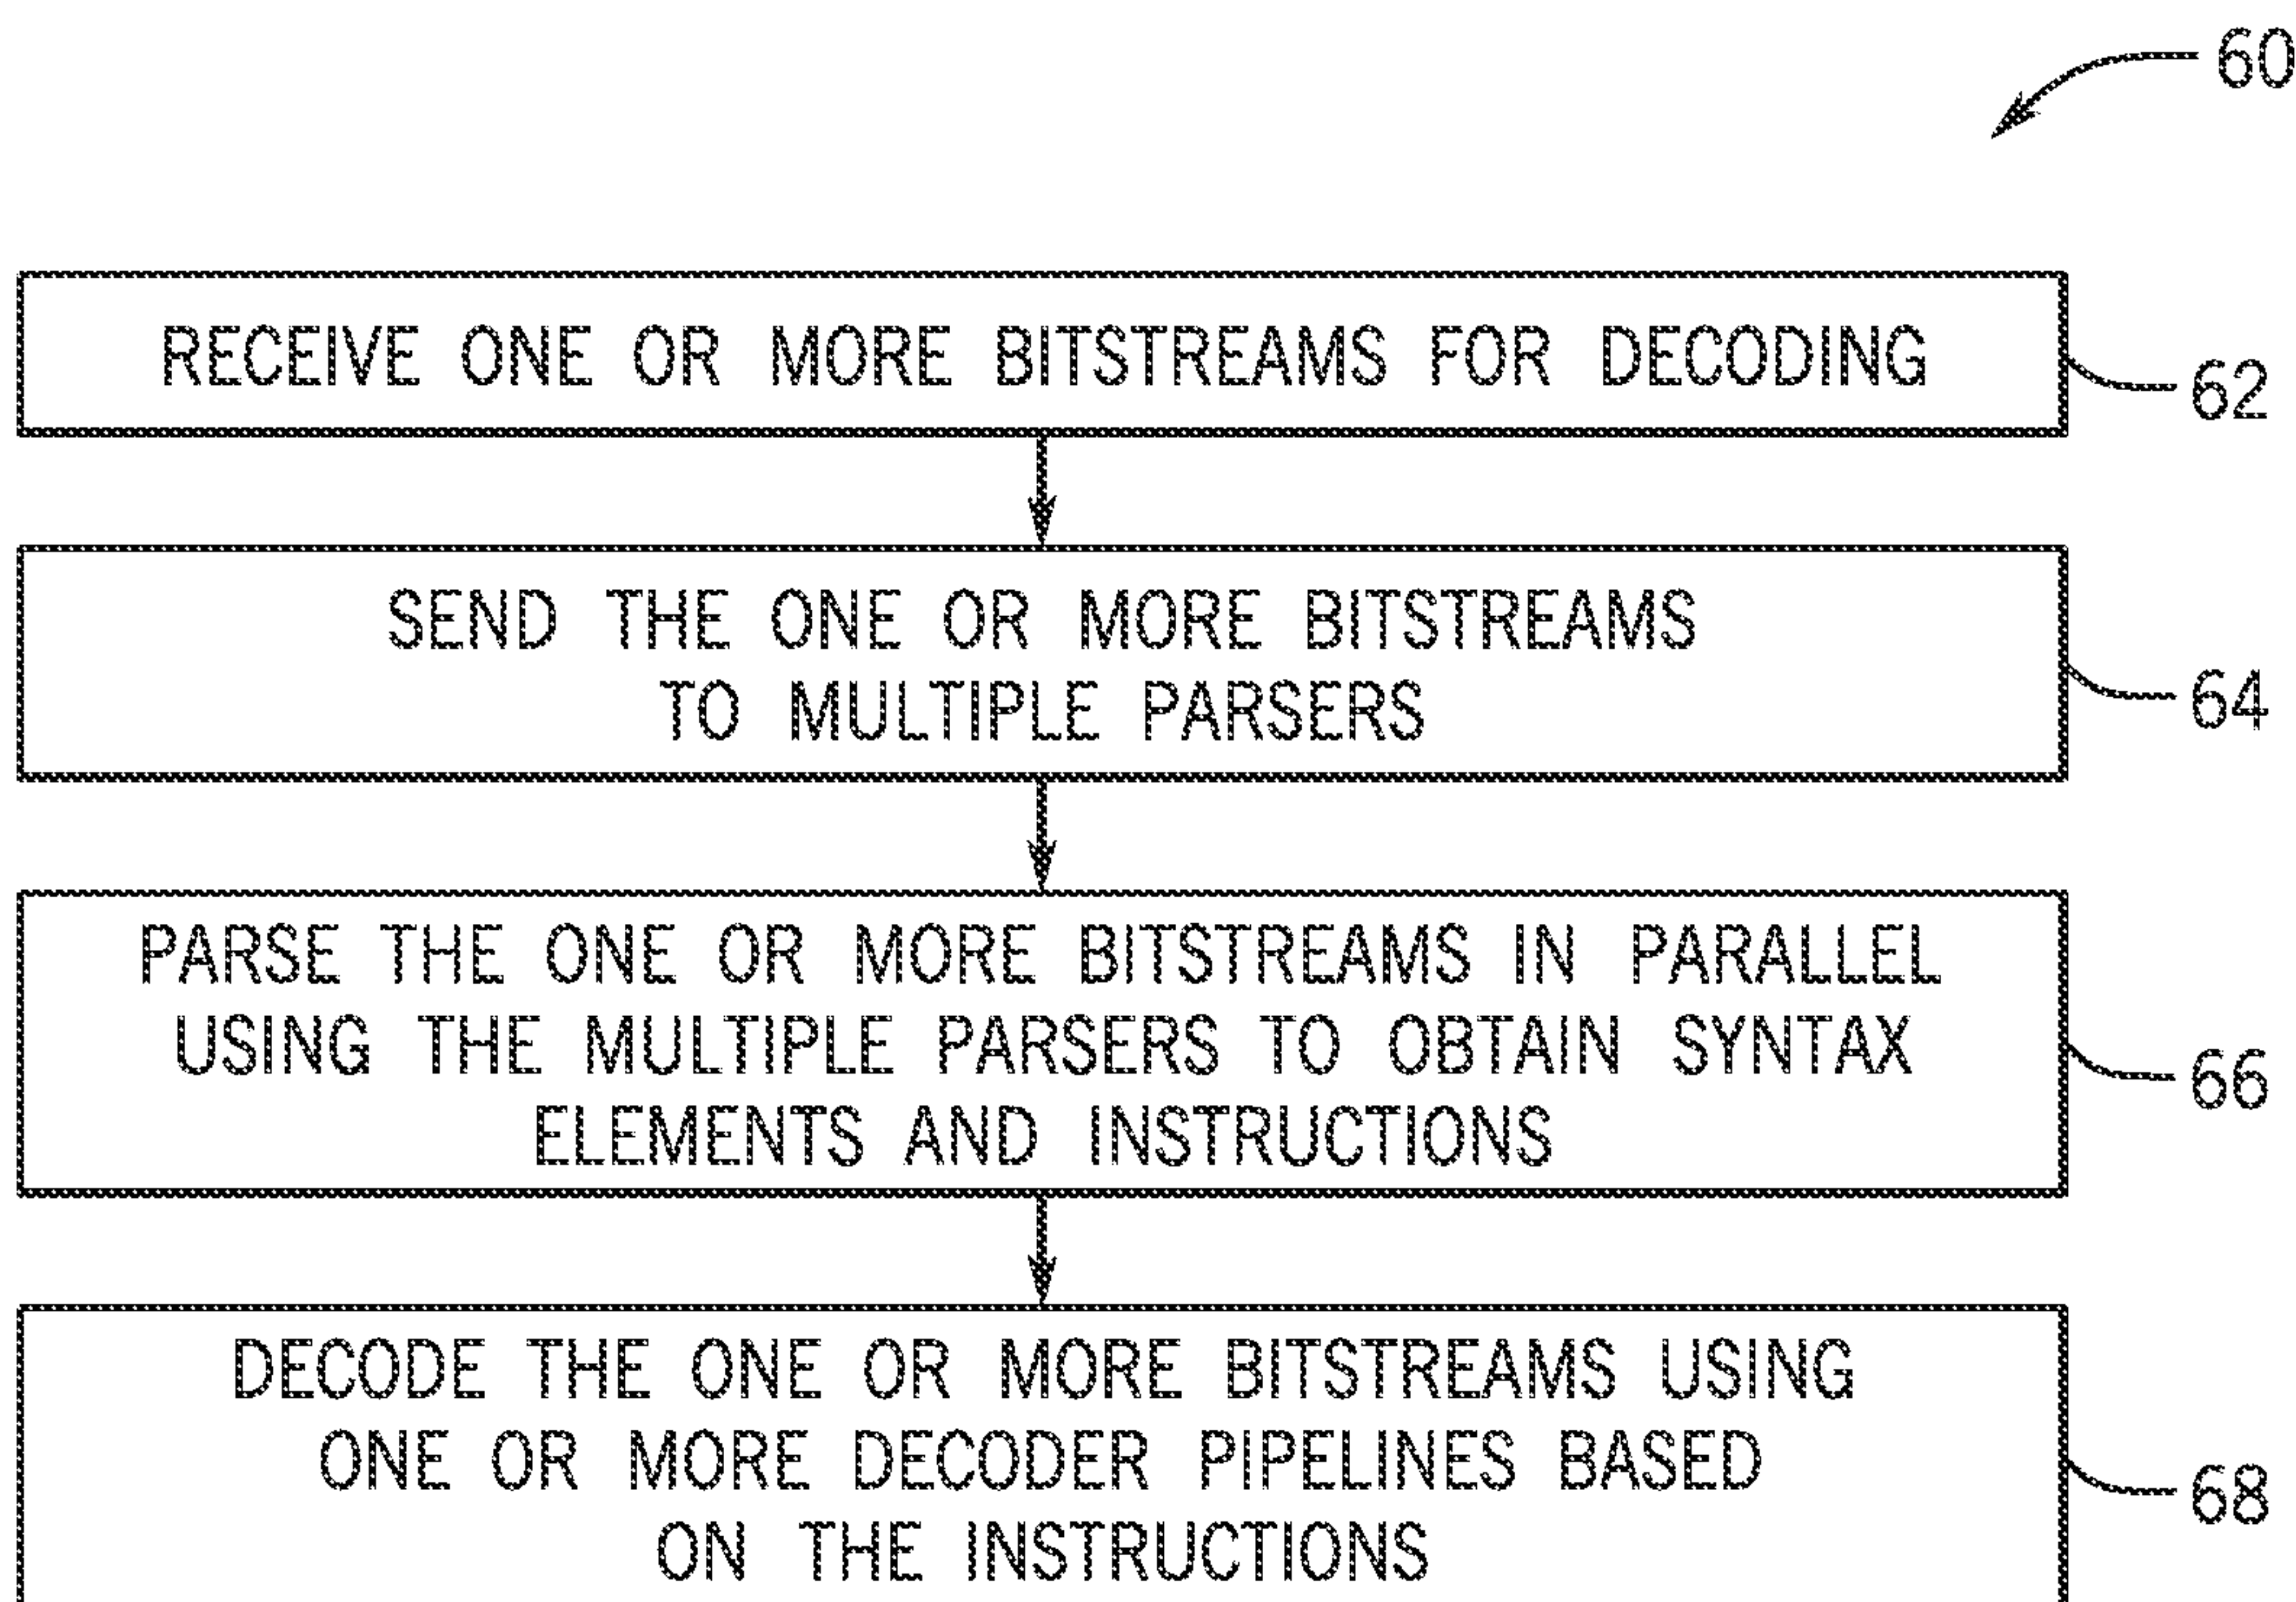 60
RECEIVE ONE OR MORE BITSTREAMS FOR DECODING
62
SEND THE ONE OR MORE BITSTREAMS
TO MULTIPLE PARSERS
64
PARSE THE ONE OR MORE BITSTREAMS IN PARALLEL
USING THE MULTIPLE PARSERS TO OBTAIN SYNTAX
ELEMENTS AND INSTRUCTIONS
66
DECODE THE ONE OR MORE BITSTREAMS USING
ONE OR MORE DECODER PIPELINES BASED
ON THE INSTRUCTIONS
68